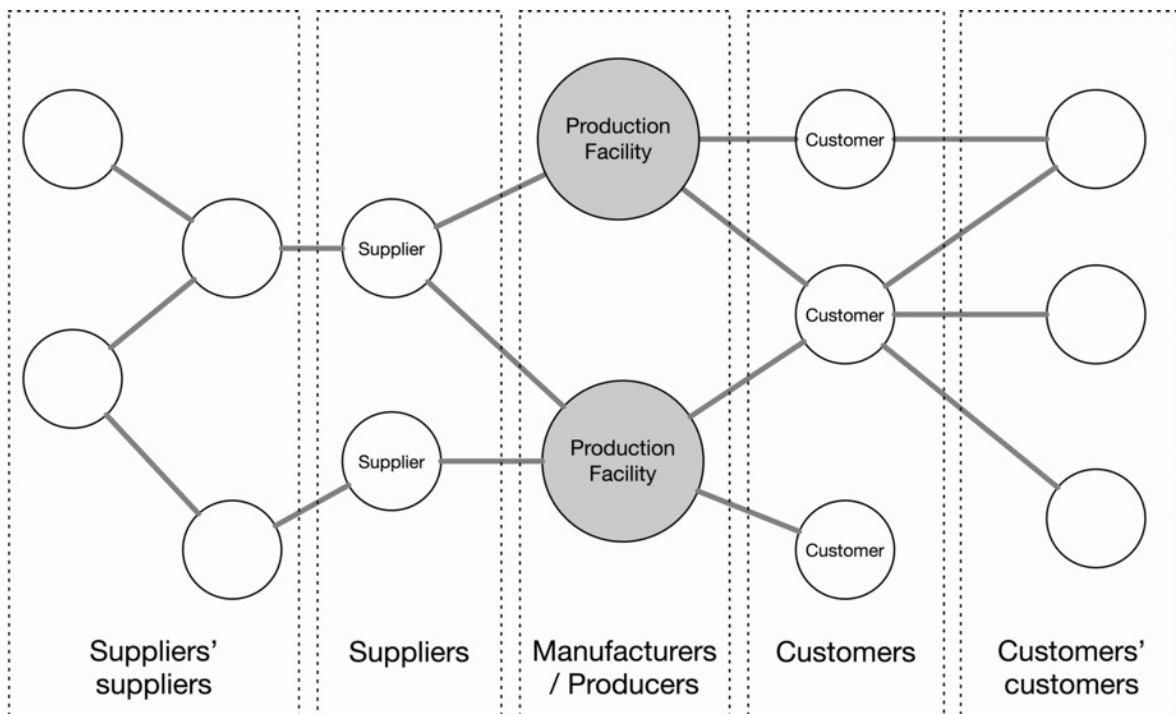 Production
Facility
Customer
Supplier
Customer
Supplier
Production
Facility
Customer
Suppliers’
suppliers
Suppliers
Manufacturers
/ Producers
Customers
Customers’
customers